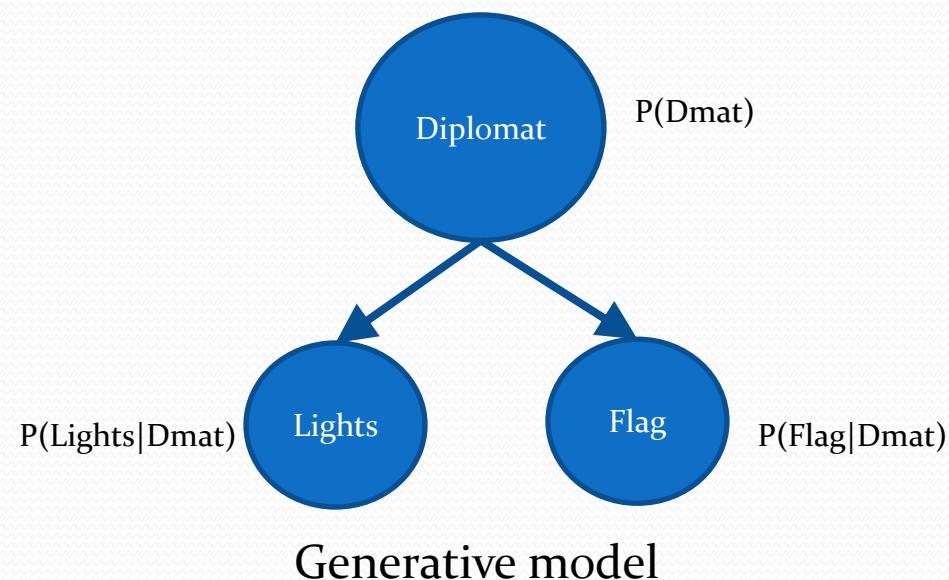 Diplomat
P(Dmat)
P(Lights|Dmat)
Lights
Flag
P(Flag|Dmat)
Generative model